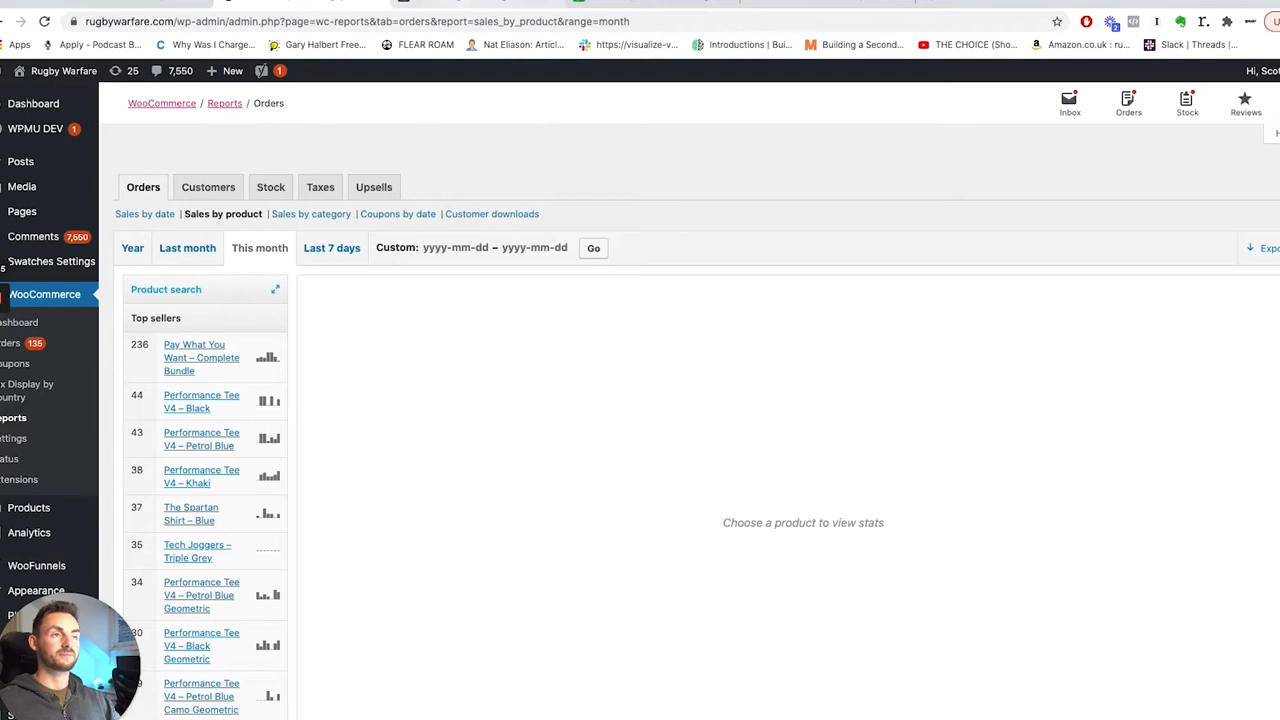 rugbywarfare.com/wp-admin/admin.php?page=wc-reports&tab=orders&report=sales_by_product&range=month
Apps Apply - Podcast B... Why Was I Charge... Gary Halbert Free... FLEAR ROAM Nat Eliason: Articl... https://visualize-v... Introductions | Bui... Building a Second... THE CHOICE (Sho... Amazon.co.uk : ru... Slack | Threads |...
Rugby Warfare 25 7,550 New 1 Hi, Sco
Dashboard
WPMU DEV 1
Posts
Media
Pages
Comments 7,550
Swatches Settings
WooCommerce
ashboard
rders 135
oupons
x Display by
ountry
eports
ettings
tatus
xtensions
Products
Analytics
WooFunnels
Appearance
WooCommerce / Reports / Orders
Inbox Orders Stock Reviews
Orders Customers Stock Taxes Upsells
Sales by date | Sales by product | Sales by category | Coupons by date | Customer downloads
Year Last month This month Last 7 days Custom: yyyy-mm-dd – yyyy-mm-dd Go Expo
Product search
Top sellers
236 Pay What You
Want – Complete
Bundle
44 Performance Tee
V4 – Black
43 Performance Tee
V4 – Petrol Blue
38 Performance Tee
V4 – Khaki
37 The Spartan
Shirt – Blue
35 Tech Joggers –
Triple Grey
34 Performance Tee
V4 – Petrol Blue
Geometric
30 Performance Tee
V4 – Black
Geometric
9 Performance Tee
V4 – Petrol Blue
Camo Geometric
Choose a product to view stats